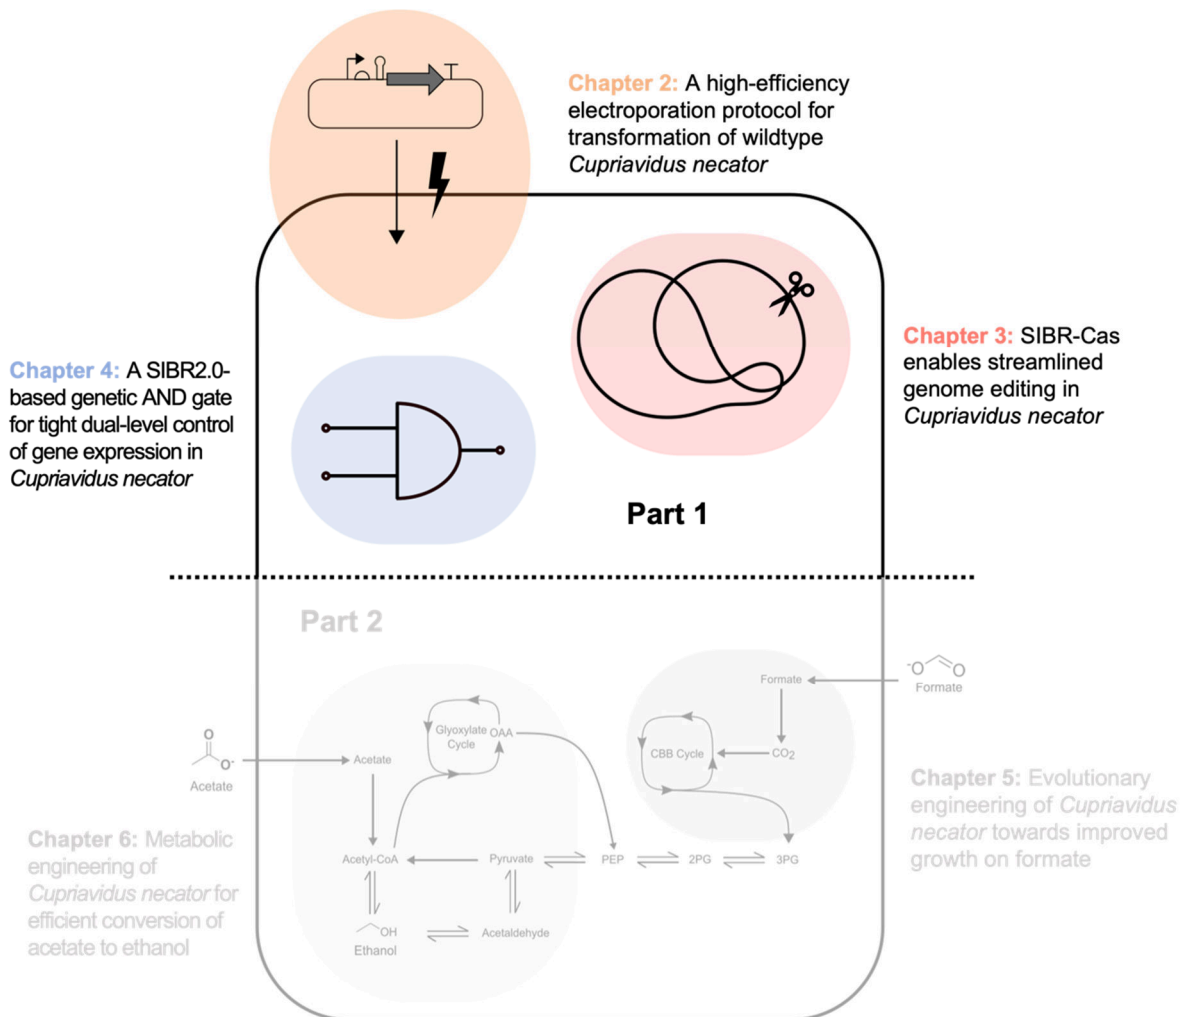 Chapter 2: A high-efficiency
electroporation protocol for
transformation of wildtype
Cupriavidus necator
Chapter 3: SIBR-Cas
enables streamlined
genome editing in
Cupriavidus necator
Chapter 4: A SIBR2.0-
based genetic AND gate
for tight dual-level control
of gene expression in
Cupriavidus necator
Part 1
Part 2
Formate
-O
O
Formate
Glyoxylate
Cycle
OAA
CBB Cycle
CO2
O
O-
Acetate
Acetate
Chapter 5: Evolutionary
engineering of Cupriavidus
necator towards improved
growth on formate
Chapter 6: Metabolic
engineering of
Cupriavidus necator for
efficient conversion of
acetate to ethanol
Acetyl-CoA
Pyruvate
PEP
2PG
3PG
OH
Ethanol
Acetaldehyde